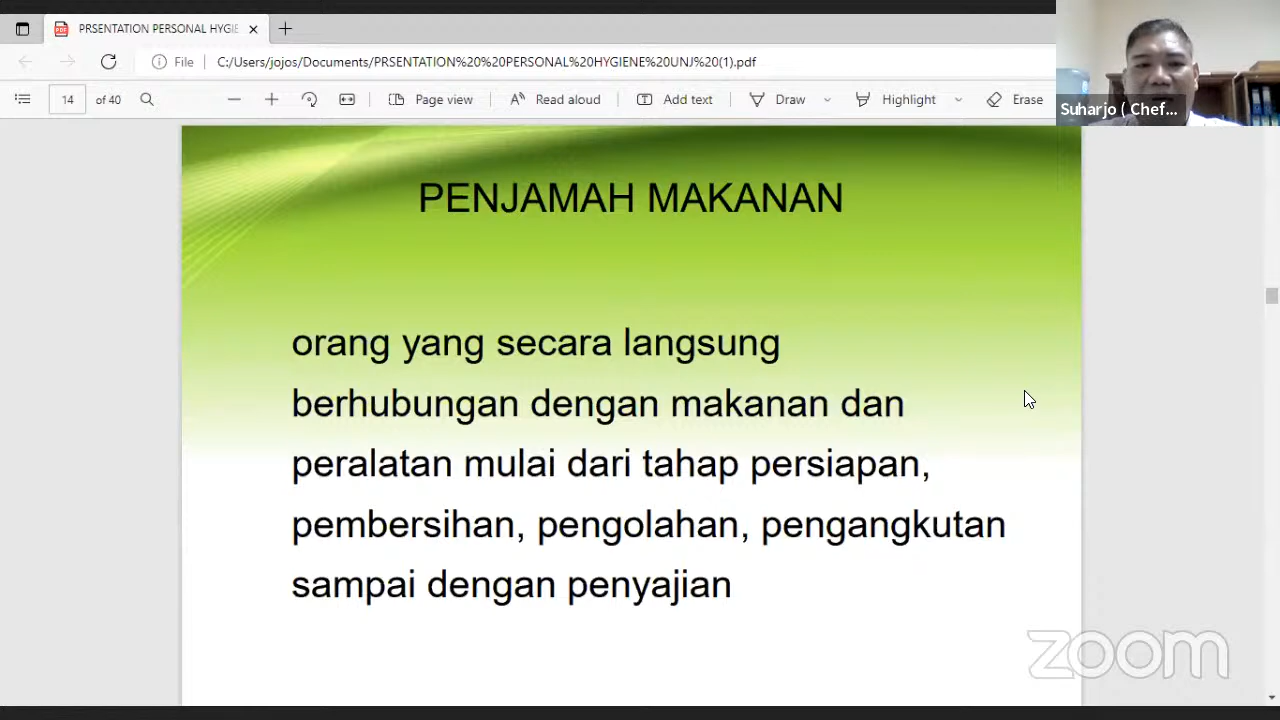 PRSENTATION PERSONAL HYGIE
File
C:/Users/jojos/Documents/PRSENTATION%20%20PERSONAL%20HYGIENE%20UNJ%20(1).pdf
14 of 40
Page view
Read aloud
Add text
Draw
Highlight
Erase
Suharjo ( Chef...
PENJAMAH MAKANAN
orang yang secara langsung
berhubungan dengan makanan dan
peralatan mulai dari tahap persiapan,
pembersihan, pengolahan, pengangkutan
sampai dengan penyajian
zoom